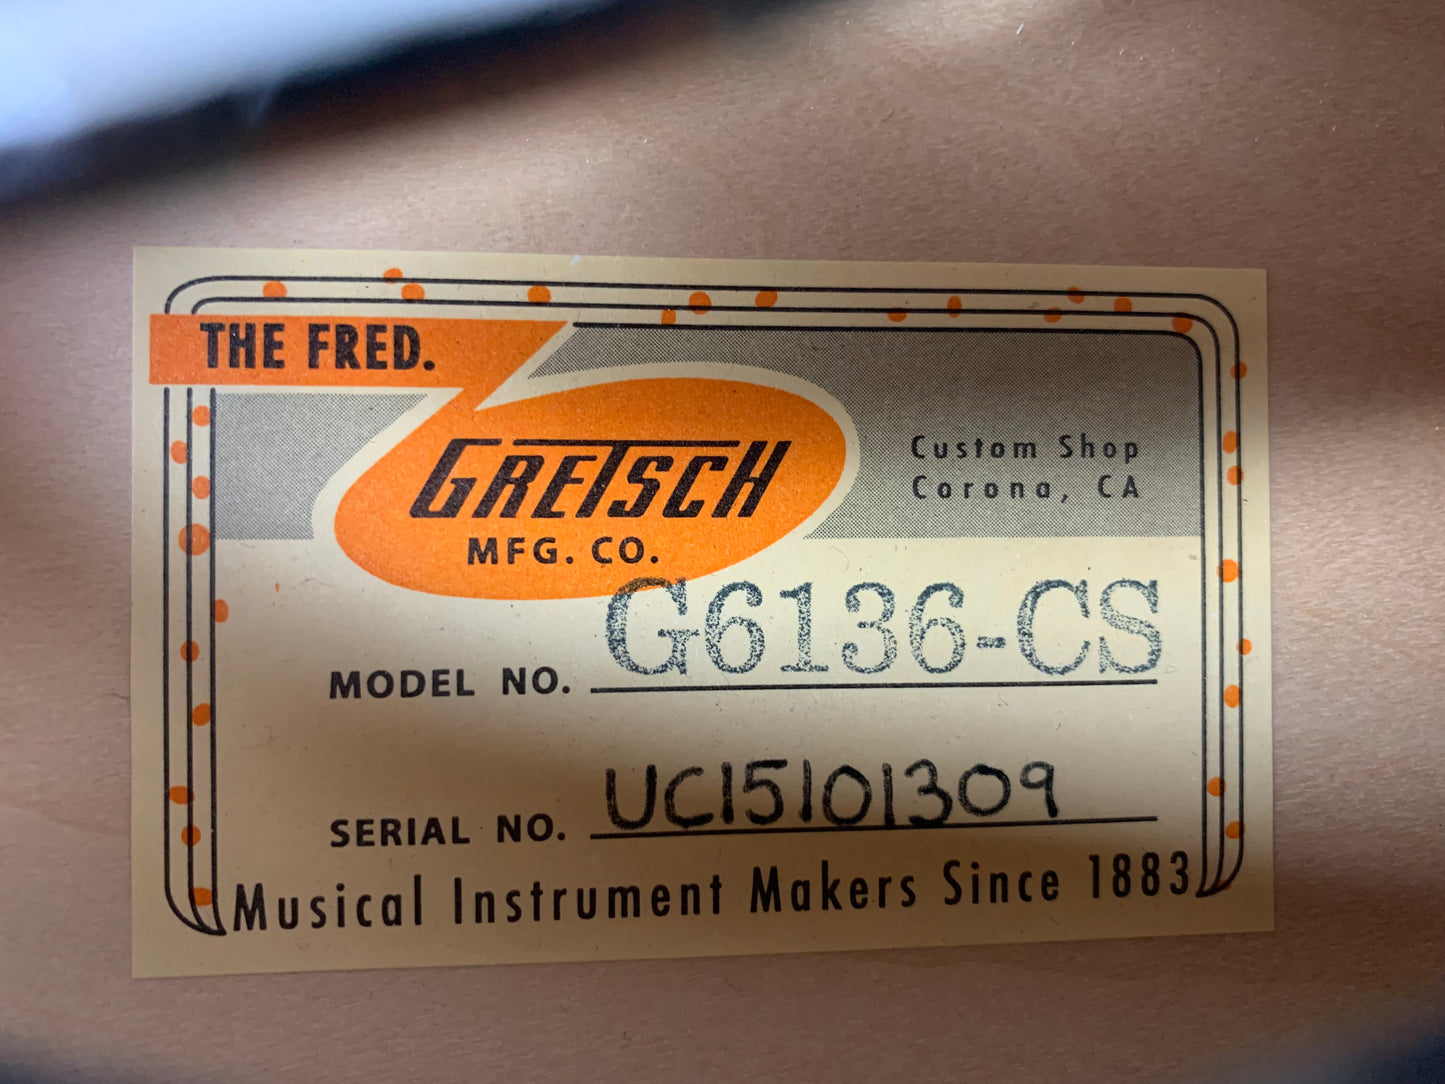 THE FRED.
GRETSCH
MFG. CO.
Custom Shop
Corona, CA
MODEL NO. G6136-CS
SERIAL NO. UC15101309
Musical Instrument Makers Since 1883